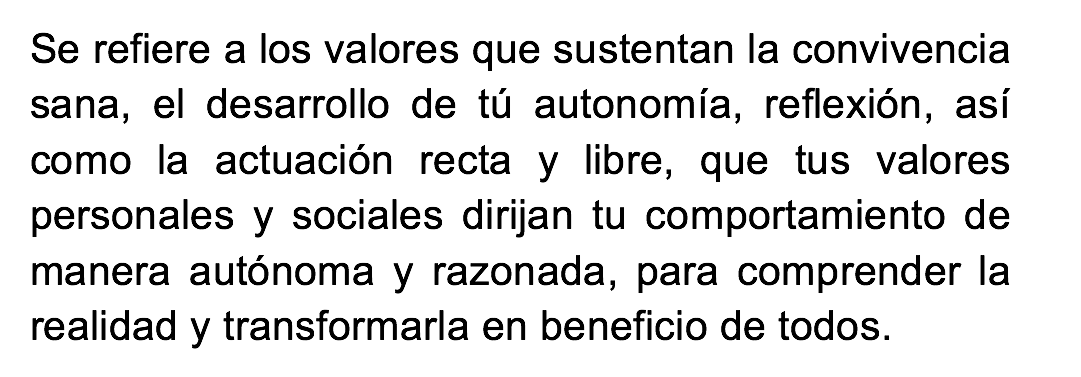 Se refiere a los valores que sustentan la convivencia
sana, el desarrollo de tú autonomía, reflexión, así
como la actuación recta y libre, que tus valores
personales y sociales dirijan tu comportamiento de
manera autónoma y razonada, para comprender la
realidad y transformarla en beneficio de todos.